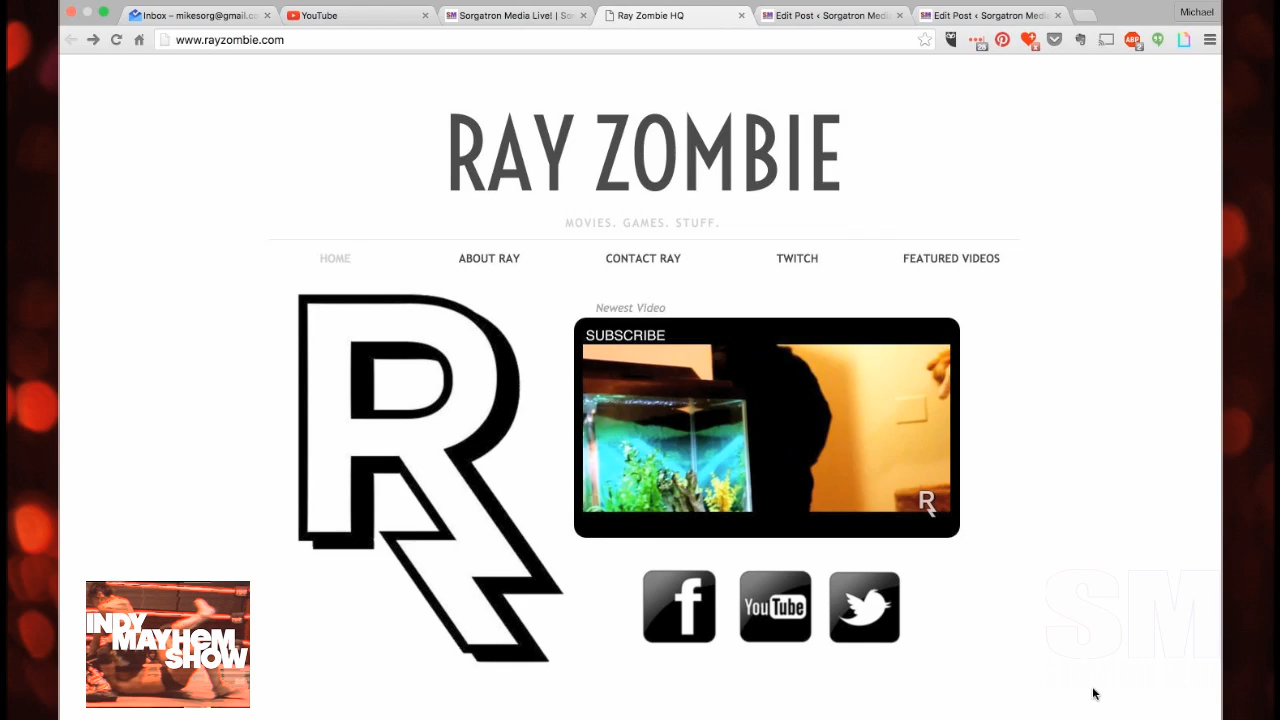 Inbox – mikesorg@gmail.c
YouTube
Sorgatron Media Live! | So
Ray Zombie HQ
Edit Post ‹ Sorgatron Medi
Edit Post ‹ Sorgatron Medi
Michael
www.rayzombie.com
ABP
RAY ZOMBIE
MOVIES. GAMES. STUFF.
HOME
ABOUT RAY
CONTACT RAY
TWITCH
FEATURED VIDEOS
Newest Video
SUBSCRIBE
R
R
f
YouTube
INDY
MAYHEM
SHOW
SM